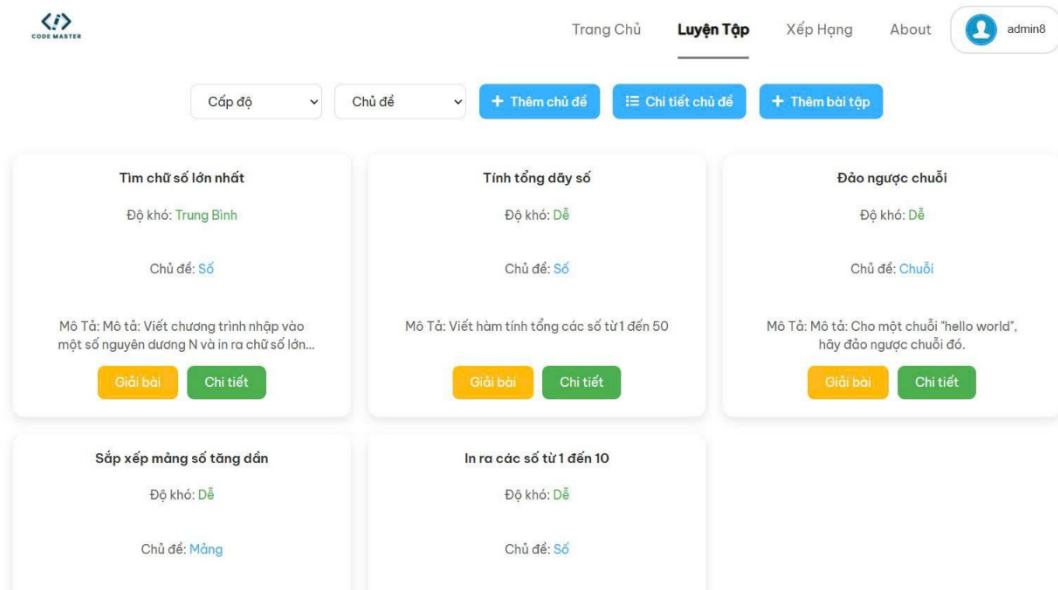 </i>
CODE MASTER
Trang Chủ
Luyện Tập
Xếp Hạng
About
admin8
Cấp độ
Chủ đề
+ Thêm chủ đề
Chi tiết chủ đề
+ Thêm bài tập
Tìm chữ số lớn nhất
Độ khó: Trung Bình
Chủ đề: Số
Mô Tả: Mô tả: Viết chương trình nhập vào
một số nguyên dương N và in ra chữ số lớn...
Giải bài
Chi tiết
Tính tổng dãy số
Độ khó: Dễ
Chủ đề: Số
Mô Tả: Viết hàm tính tổng các số từ 1 đến 50
Giải bài
Chi tiết
Đảo ngược chuỗi
Độ khó: Dễ
Chủ đề: Chuỗi
Mô Tả: Mô tả: Cho một chuỗi "hello world",
hãy đảo ngược chuỗi đó.
Giải bài
Chi tiết
Sắp xếp mảng số tăng dần
Độ khó: Dễ
Chủ đề: Mảng
In ra các số từ 1 đến 10
Độ khó: Dễ
Chủ đề: Số